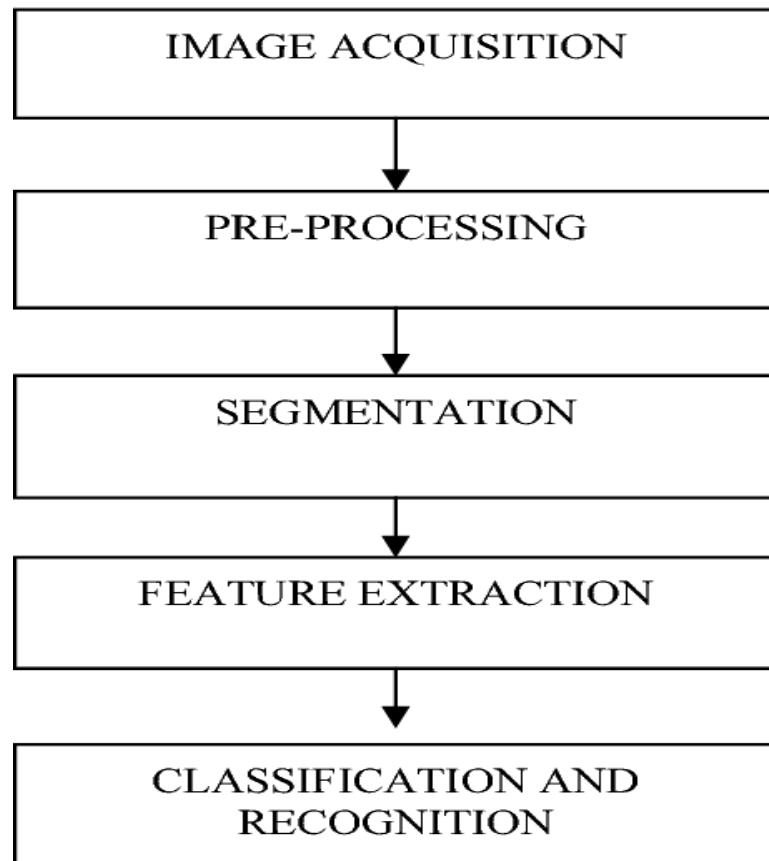 IMAGE ACQUISITION
PRE-PROCESSING
SEGMENTATION
FEATURE EXTRACTION
CLASSIFICATION AND
RECOGNITION